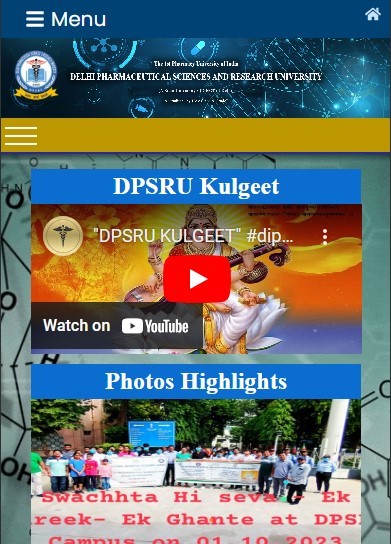 Menu
The 1st Pharmacy University of India
DELHI PHARMACEUTICAL SCIENCES AND RESEARCH UNIVERSITY
DPSRU Kulgeet
"DPSRU KULGEET" #dip...
Watch on YouTube
Photos Highlights
Swachhta Hi seva - Ek
reek- Ek Ghante at DPS
Campus on 01.10.2023